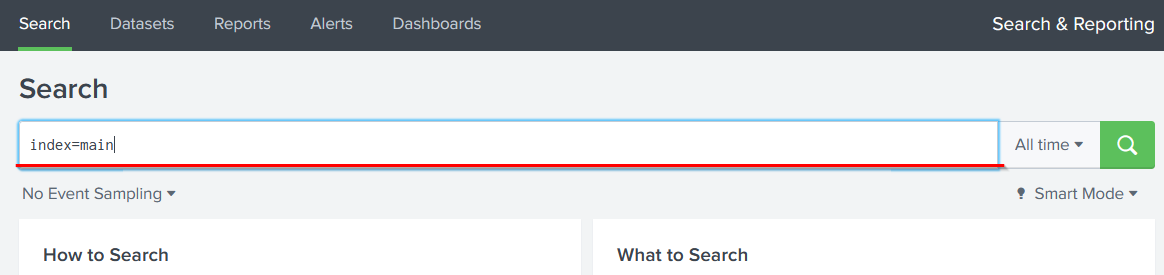 Search Datasets Reports Alerts Dashboards Search & Reporting
Search
index=main All time
No Event Sampling Smart Mode
How to Search What to Search